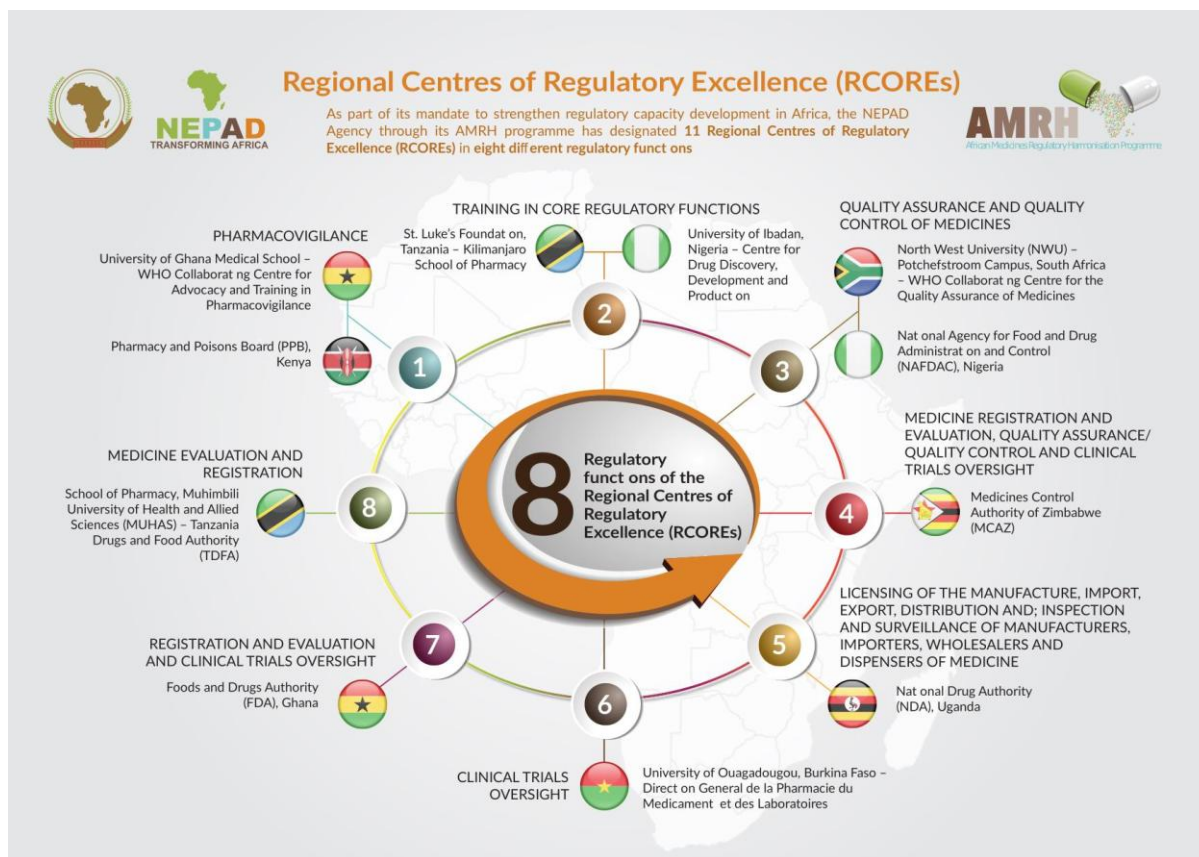 NEPAD
TRANSFORMING AFRICA
Regional Centres of Regulatory Excellence (RCOREs)
As part of its mandate to strengthen regulatory capacity development in Africa, the NEPAD
Agency through its AMRH programme has designated 11 Regional Centres of Regulatory
Excellence (RCOREs) in eight different regulatory funct ons
AMRH
African Medicines Regulatory Harmonisation Programme
PHARMACOVIGILANCE
University of Ghana Medical School –
WHO Collaborat ng Centre for
Advocacy and Training in
Pharmacovigilance
Pharmacy and Poisons Board (PPB),
Kenya
1
TRAINING IN CORE REGULATORY FUNCTIONS
St. Luke's Foundat on,
Tanzania – Kilimanjaro
School of Pharmacy
University of Ibadan,
Nigeria – Centre for
Drug Discovery,
Development and
Product on
2
QUALITY ASSURANCE AND QUALITY
CONTROL OF MEDICINES
North West University (NWU) –
Potchefstroom Campus, South Africa
– WHO Collaborat ng Centre for the
Quality Assurance of Medicines
Nat onal Agency for Food and Drug
Administrat on and Control
(NAFDAC), Nigeria
3
MEDICINE REGISTRATION AND
EVALUATION, QUALITY ASSURANCE/
QUALITY CONTROL AND CLINICAL
TRIALS OVERSIGHT
Medicines Control
Authority of Zimbabwe
(MCAZ)
4
LICENSING OF THE MANUFACTURE, IMPORT,
EXPORT, DISTRIBUTION AND; INSPECTION
AND SURVEILLANCE OF MANUFACTURERS,
IMPORTERS, WHOLESALERS AND
DISPENSERS OF MEDICINE
Nat onal Drug Authority
(NDA), Uganda
5
CLINICAL TRIALS
OVERSIGHT
University of Ouagadougou, Burkina Faso –
Direct on General de la Pharmacie du
Medicament et des Laboratoires
6
REGISTRATION AND EVALUATION
AND CLINICAL TRIALS OVERSIGHT
Foods and Drugs Authority
(FDA), Ghana
7
MEDICINE EVALUATION AND
REGISTRATION
School of Pharmacy, Muhimbili
University of Health and Allied
Sciences (MUHAS) – Tanzania
Drugs and Food Authority
(TDFA)
8
8
Regulatory
funct ons of the
Regional Centres of
Regulatory
Excellence (RCOREs)